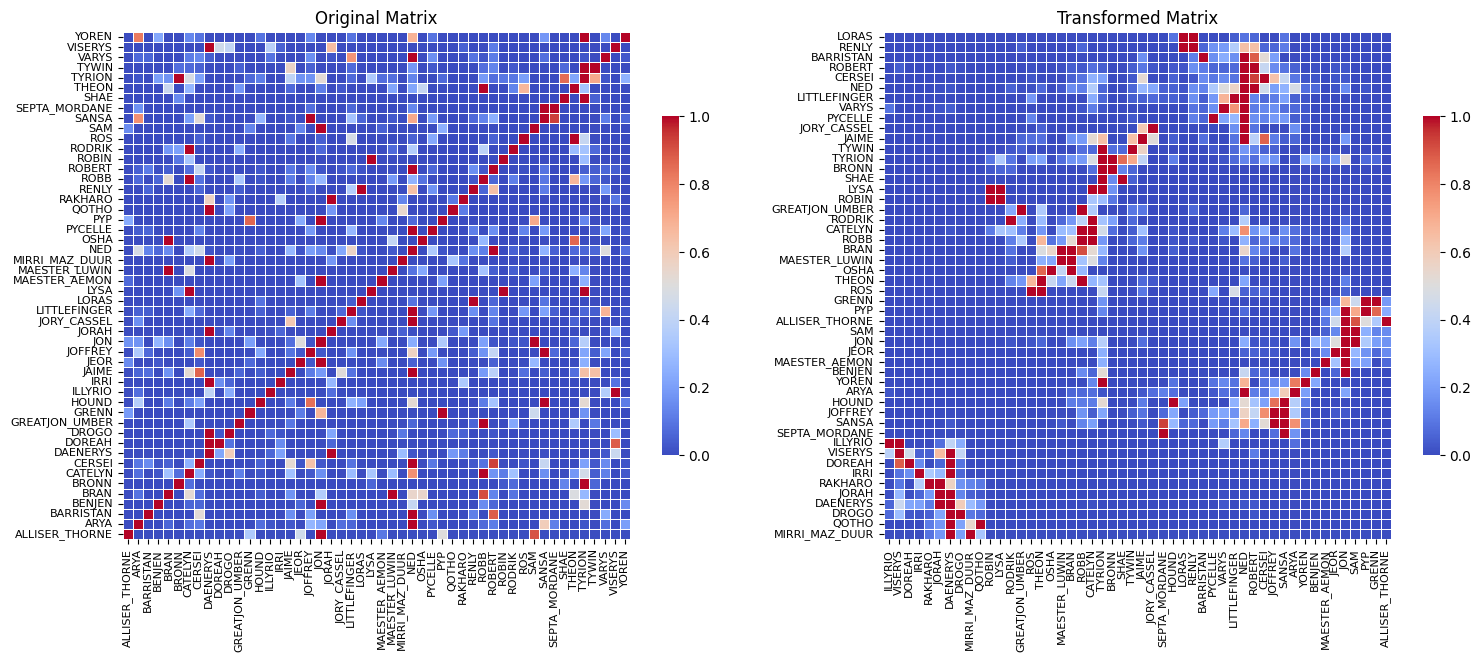 Original Matrix
YOREN
VISERYS
VARYS
TYWIN
TYRION
THEON
SHAE
SEPTA_MORDANE
SANSA
SAM
ROS
RODRIK
ROBIN
ROBERT
ROBB
RENLY
RAKHARO
QOTHO
PYP
PYCELLE
OSHA
NED
MIRRI_MAZ_DUUR
MAESTER_LUWIN
MAESTER_AEMON
LYSA
LORAS
LITTLEFINGER
JORY_CASSEL
JORAH
JON
JOFFREY
JEOR
JAIME
IRRI
ILLYRIO
HOUND
GRENN
GREATJON_UMBER
DROGO
DOREAH
DAENERYS
CERSEI
CATELYN
BRONN
BRAN
BENJEN
BARRISTAN
ARYA
ALLISER_THORNE
ALLISER_THORNE
ARYA
BARRISTAN
BENJEN
BRAN
BRONN
CATELYN
CERSEI
DAENERYS
DOREAH
DROGO
GREATJON_UMBER
GRENN
HOUND
ILLYRIO
IRRI
JAIME
JEOR
JOFFREY
JON
JORAH
JORY_CASSEL
LITTLEFINGER
LORAS
LYSA
MAESTER_AEMON
MAESTER_LUWIN
MIRRI_MAZ_DUUR
NED
OSHA
PYCELLE
PYP
QOTHO
RAKHARO
RENLY
ROBB
ROBERT
ROBIN
RODRIK
ROS
SAM
SANSA
SEPTA_MORDANE
SHAE
THEON
TYRION
TYWIN
VARYS
VISERYS
YOREN
1.0
0.8
0.6
0.4
0.2
0.0
Transformed Matrix
LORAS
RENLY
BARRISTAN
ROBERT
CERSEI
NED
LITTLEFINGER
VARYS
PYCELLE
JORY_CASSEL
JAIME
TYWIN
TYRION
BRONN
SHAE
LYSA
ROBIN
GREATJON_UMBER
RODRIK
CATELYN
ROBB
BRAN
MAESTER_LUWIN
OSHA
THEON
ROS
GRENN
PYP
ALLISER_THORNE
SAM
JON
JEOR
MAESTER_AEMON
BENJEN
YOREN
ARYA
HOUND
JOFFREY
SANSA
SEPTA_MORDANE
ILLYRIO
VISERYS
DOREAH
IRRI
RAKHARO
JORAH
DAENERYS
DROGO
QOTHO
MIRRI_MAZ_DUUR
ILLYRIO
VISERYS
DOREAH
IRRI
RAKHARO
JORAH
DAENERYS
DROGO
MIRRI_MAZ_DUUR
QOTHO
ROBIN
LYSA
RODRIK
GREATJON_UMBER
ROS
THEON
OSHA
MAESTER_LUWIN
BRAN
ROBB
CATELYN
TYRION
BRONN
SHAE
TYWIN
JAIME
JORY_CASSEL
SEPTA_MORDANE
HOUND
LORAS
RENLY
BARRISTAN
PYCELLE
VARYS
LITTLEFINGER
NED
ROBERT
CERSEI
JOFFREY
SANSA
ARYA
YOREN
BENJEN
MAESTER_AEMON
JEOR
JON
SAM
PYP
GRENN
ALLISER_THORNE
1.0
0.8
0.6
0.4
0.2
0.0